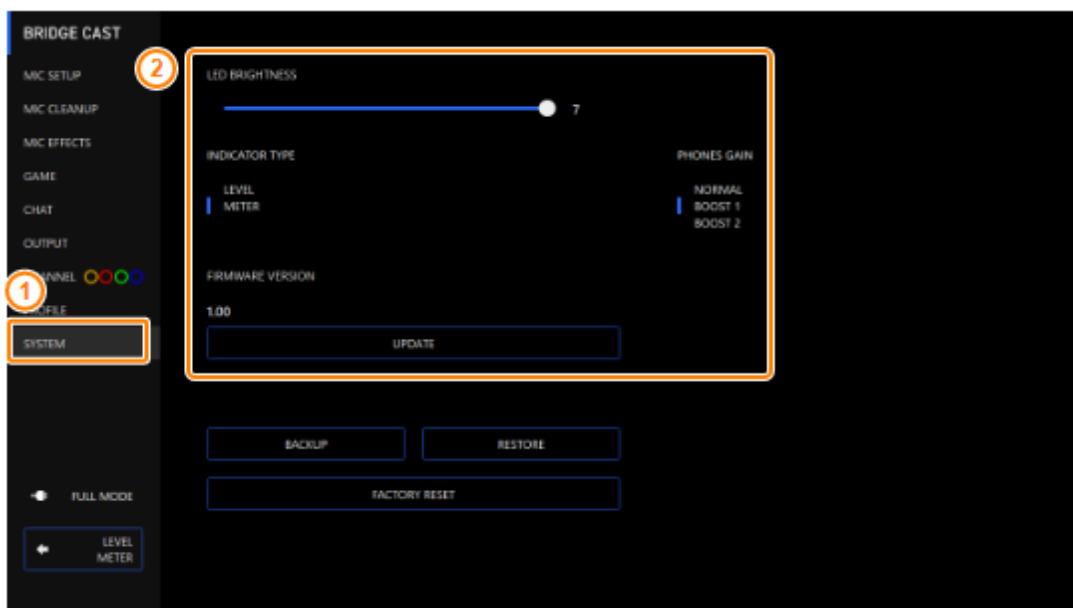 BRIDGE CAST
MIC SETUP
MIC CLEANUP
MIC EFFECTS
GAME
CHAT
OUTPUT
SYSTEM
FULL MODE
LEVEL
METER
1
2
LED BRIGHTNESS
7
INDICATOR TYPE
LEVEL
METER
PHONES GAIN
NORMAL
BOOST 1
BOOST 2
FIRMWARE VERSION
1.00
UPDATE
BACKUP
RESTORE
FACTORY RESET